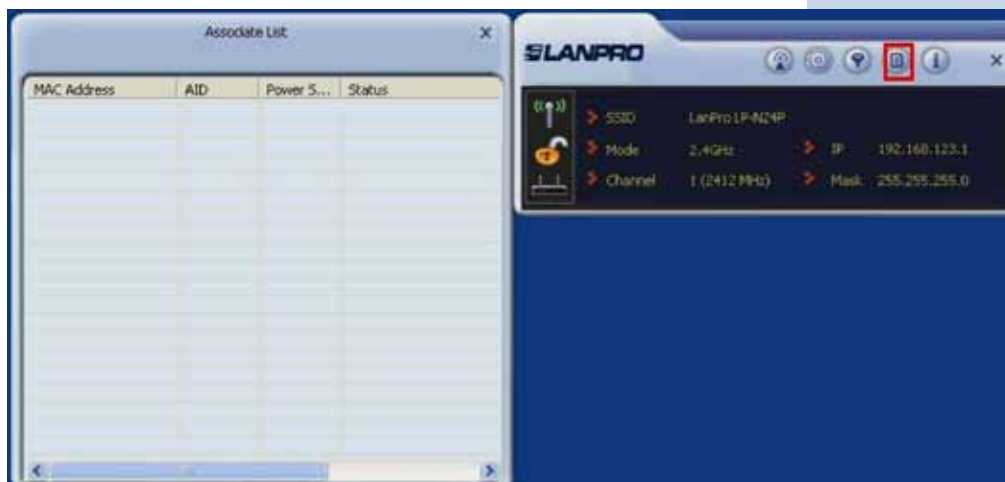 Associate List
MAC Address AID Power S... Status
LANPRO
SSID LanPro LP-N24P
Mode 2.4GHz IP 192.168.123.1
Channel 1 (2412 MHz) Mask 255.255.255.0